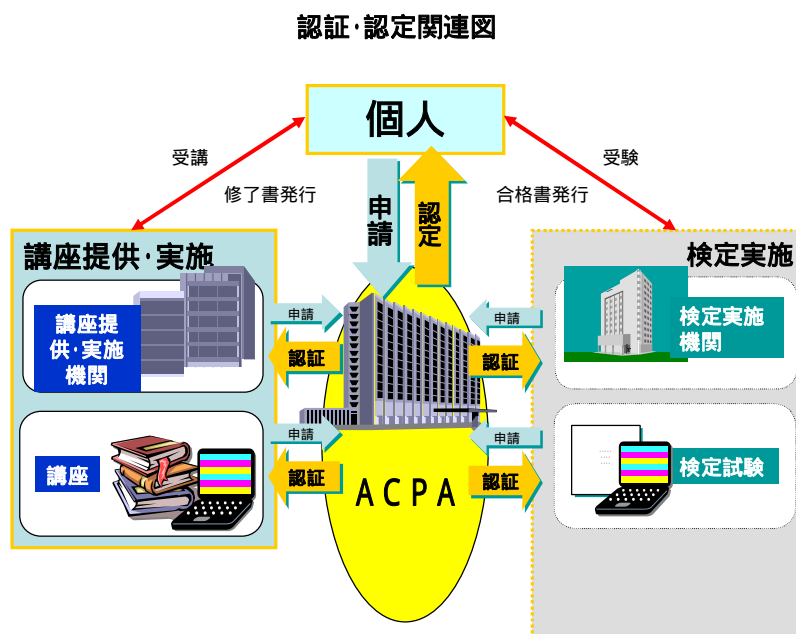 認証・認定関連図
個人
受講
受験
修了書発行
合格書発行
申請
認定
講座提供・実施
検定実施
講座提
供・実施
機関
申請
認証
申請
認証
検定実施
機関
講座
申請
認証
ACPA
申請
認証
検定試験